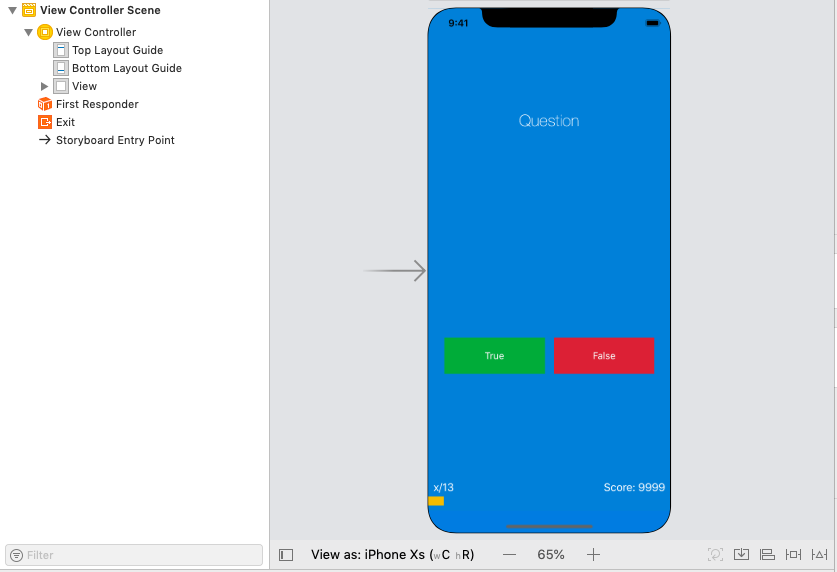 View Controller Scene
View Controller
Top Layout Guide
Bottom Layout Guide
View
First Responder
Exit
Storyboard Entry Point
Filter
9:41
Question
True
False
x/13
Score: 9999
View as: iPhone Xs (wC hR)
65%